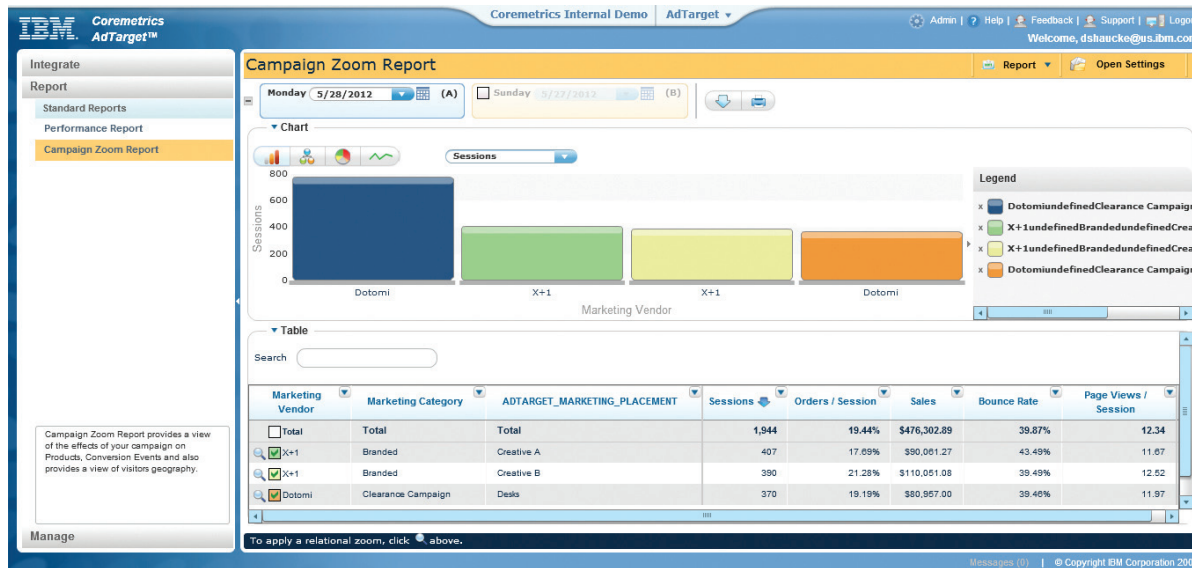 IBM. Coremetrics AdTarget™
Coremetrics Internal Demo | AdTarget
Admin | ? Help | Feedback | Support | Logo
Welcome, dshaucke@us.ibm.com
Integrate
Report
Standard Reports
Performance Report
Campaign Zoom Report
Campaign Zoom Report provides a view
of the effects of your campaign on
Products, Conversion Events and also
provides a view of visitors geography.
Manage
Campaign Zoom Report
Report
Open Settings
Monday 5/28/2012 (A)
Sunday 5/27/2012 (B)
Chart
Sessions
800
600
400
200
0
Sessions
Dotomi X+1 X+1 Dotomi
Marketing Vendor
Legend
x DotomiundefinedClearance Campaign
x X+1undefinedBrandedundefinedCrea
x X+1undefinedBrandedundefinedCrea
x DotomiundefinedClearance Campaign
Table
Search
Marketing Vendor Marketing Category ADTARGET_MARKETING_PLACEMENT Sessions Orders / Session Sales Bounce Rate Page Views / Session
Total Total Total 1,944 19.44% $476,302.89 39.87% 12.34
X+1 Branded Creative A 407 17.69% $90,061.27 43.49% 11.67
X+1 Branded Creative B 390 21.28% $110,051.08 39.49% 12.52
Dotomi Clearance Campaign Desks 370 19.19% $80,957.00 39.46% 11.97
To apply a relational zoom, click above.
Messages (0) | © Copyright IBM Corporation 200